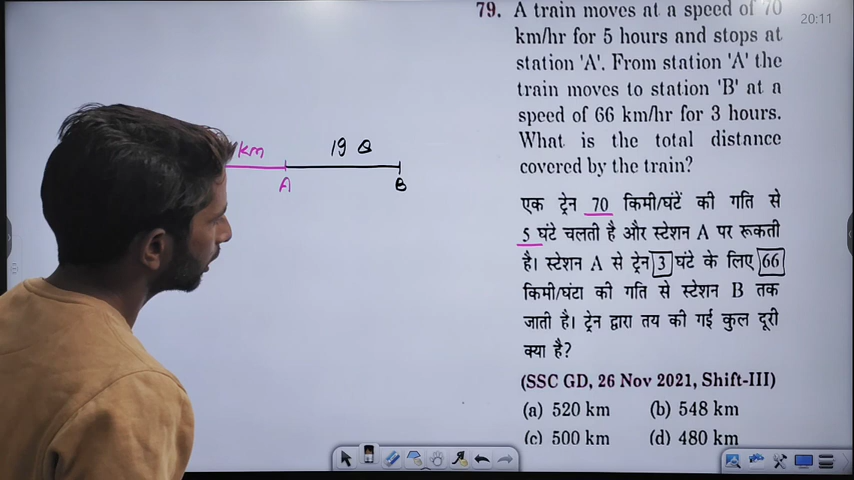 79. A train moves at a speed of 70
km/hr for 5 hours and stops at
station 'A'. From station 'A' the
train moves to station 'B' at a
speed of 66 km/hr for 3 hours.
What is the total distance
covered by the train?
एक ट्रेन 70 किमी/घंटें की गति से
5 घंटे चलती है और स्टेशन A पर रूकती
है। स्टेशन A से ट्रेन 3 घंटे के लिए 66
किमी/घंटा की गति से स्टेशन B तक
जाती है। ट्रेन द्वारा तय की गई कुल दूरी
क्या है?
(SSC GD, 26 Nov 2021, Shift-III)
(a) 520 km (b) 548 km
(c) 500 km (d) 480 km
20:11
km
19
A
B